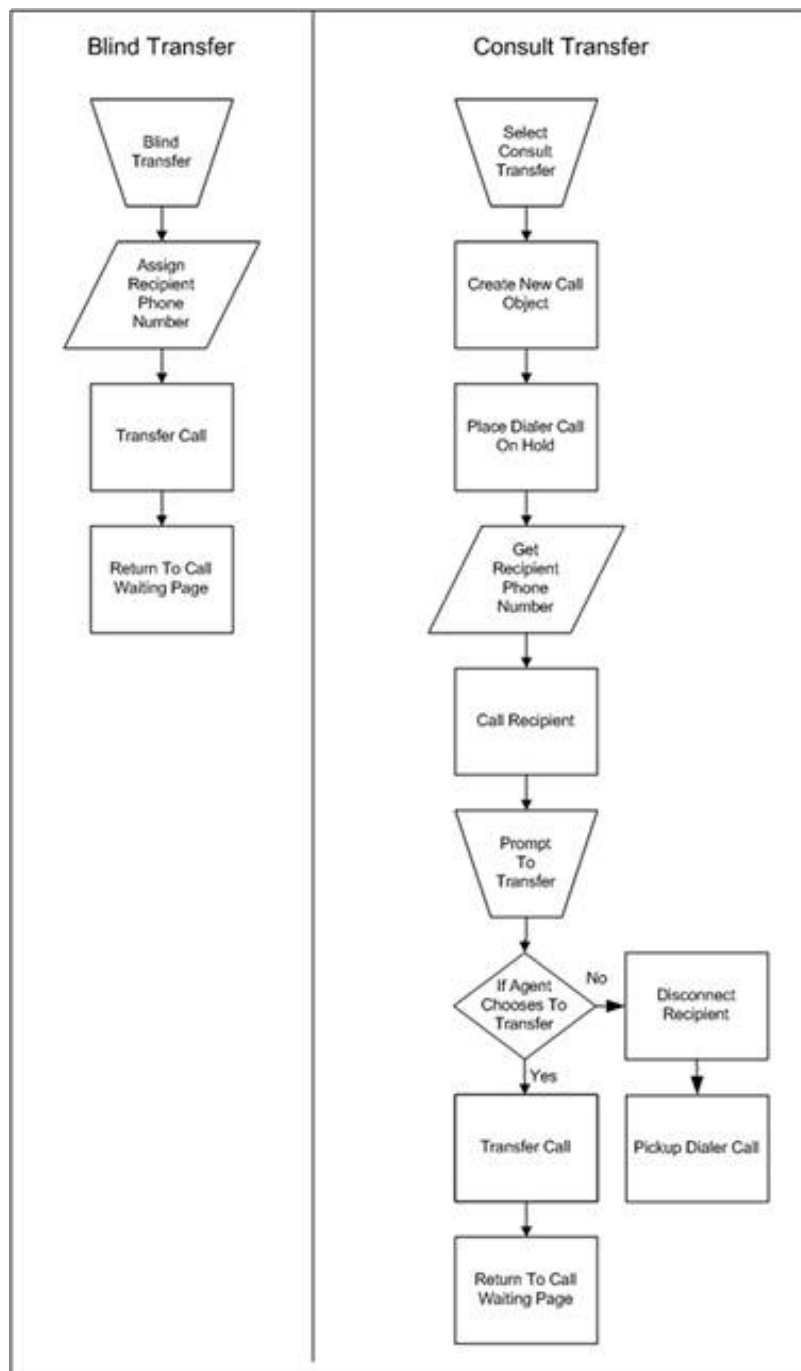 Blind Transfer
Blind
Transfer
Assign
Recipient
Phone
Number
Transfer Call
Return To Call
Waiting Page
Consult Transfer
Select
Consult
Transfer
Create New Call
Object
Place Dialer Call
On Hold
Get
Recipient
Phone
Number
Call Recipient
Prompt
To
Transfer
If Agent
Chooses To
Transfer
No
Disconnect
Recipient
Pickup Dialer Call
Yes
Transfer Call
Return To Call
Waiting Page